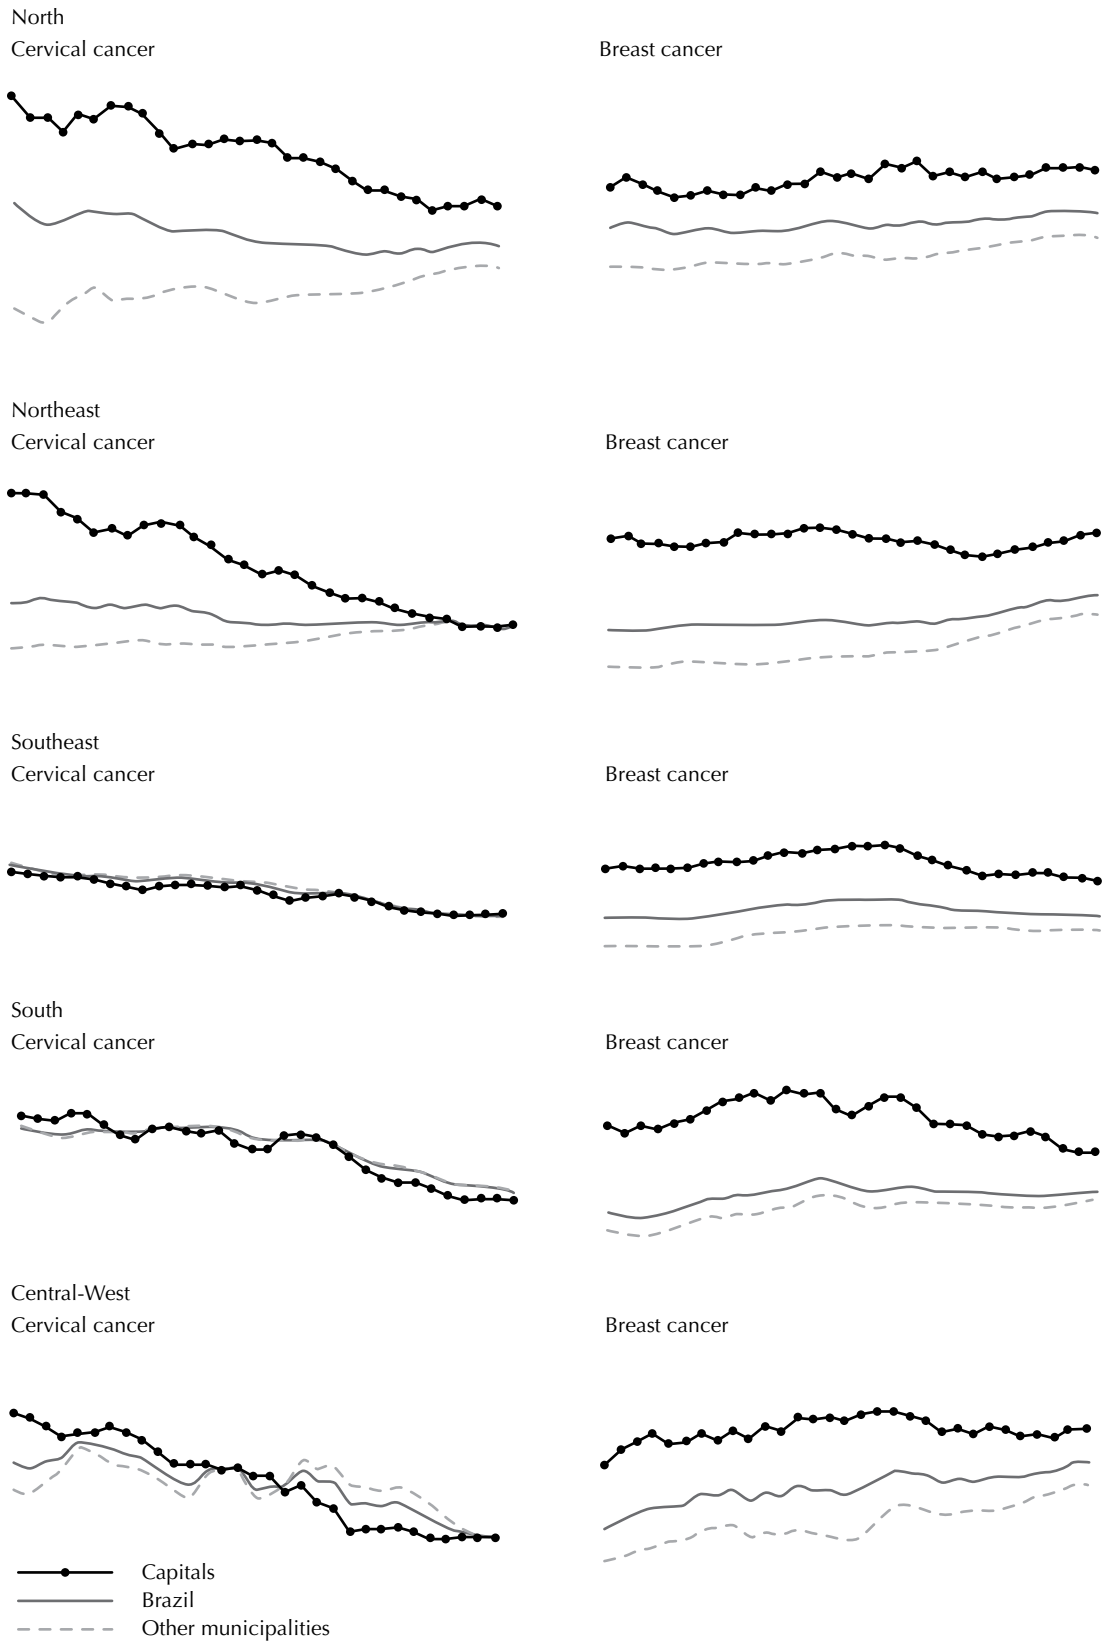 North
Cervical cancer
Breast cancer
Northeast
Cervical cancer
Breast cancer
Southeast
Cervical cancer
Breast cancer
South
Cervical cancer
Breast cancer
Central-West
Cervical cancer
Breast cancer
Capitals
Brazil
Other municipalities